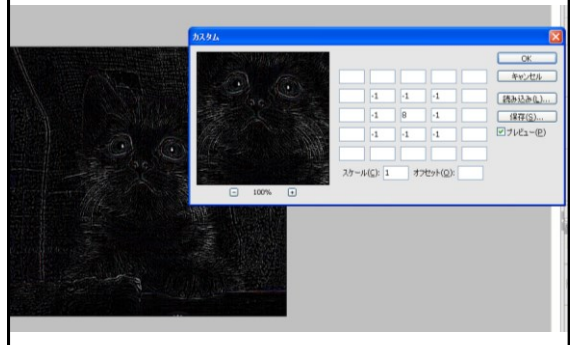 カスタム
OK
キャンセル
読み込み(L)...
保存(S)...
プレビュー(P)
-1 -1 -1
-1 8 -1
-1 -1 -1
スケール(C): 1 オフセット(O):
100%